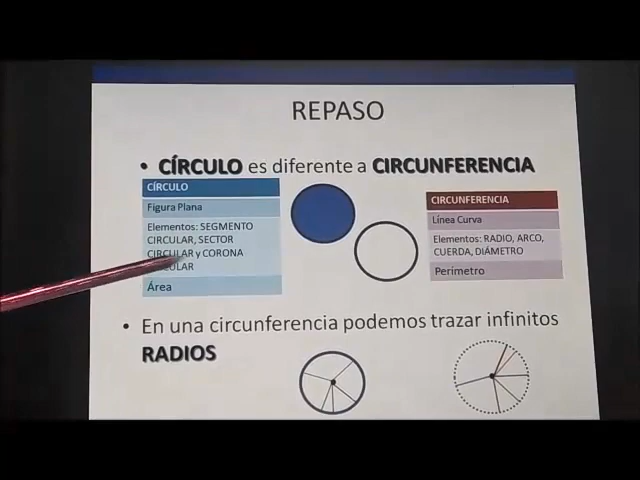 REPASO
• CÍRCULO es diferente a CIRCUNFERENCIA
CÍRCULO
Figura Plana
Elementos: SEGMENTO
CIRCULAR, SECTOR
CIRCULAR y CORONA
Área
CIRCUNFERENCIA
Línea Curva
Elementos: RADIO, ARCO,
CUERDA, DIÁMETRO
Perímetro
• En una circunferencia podemos trazar infinitos
RADIOS